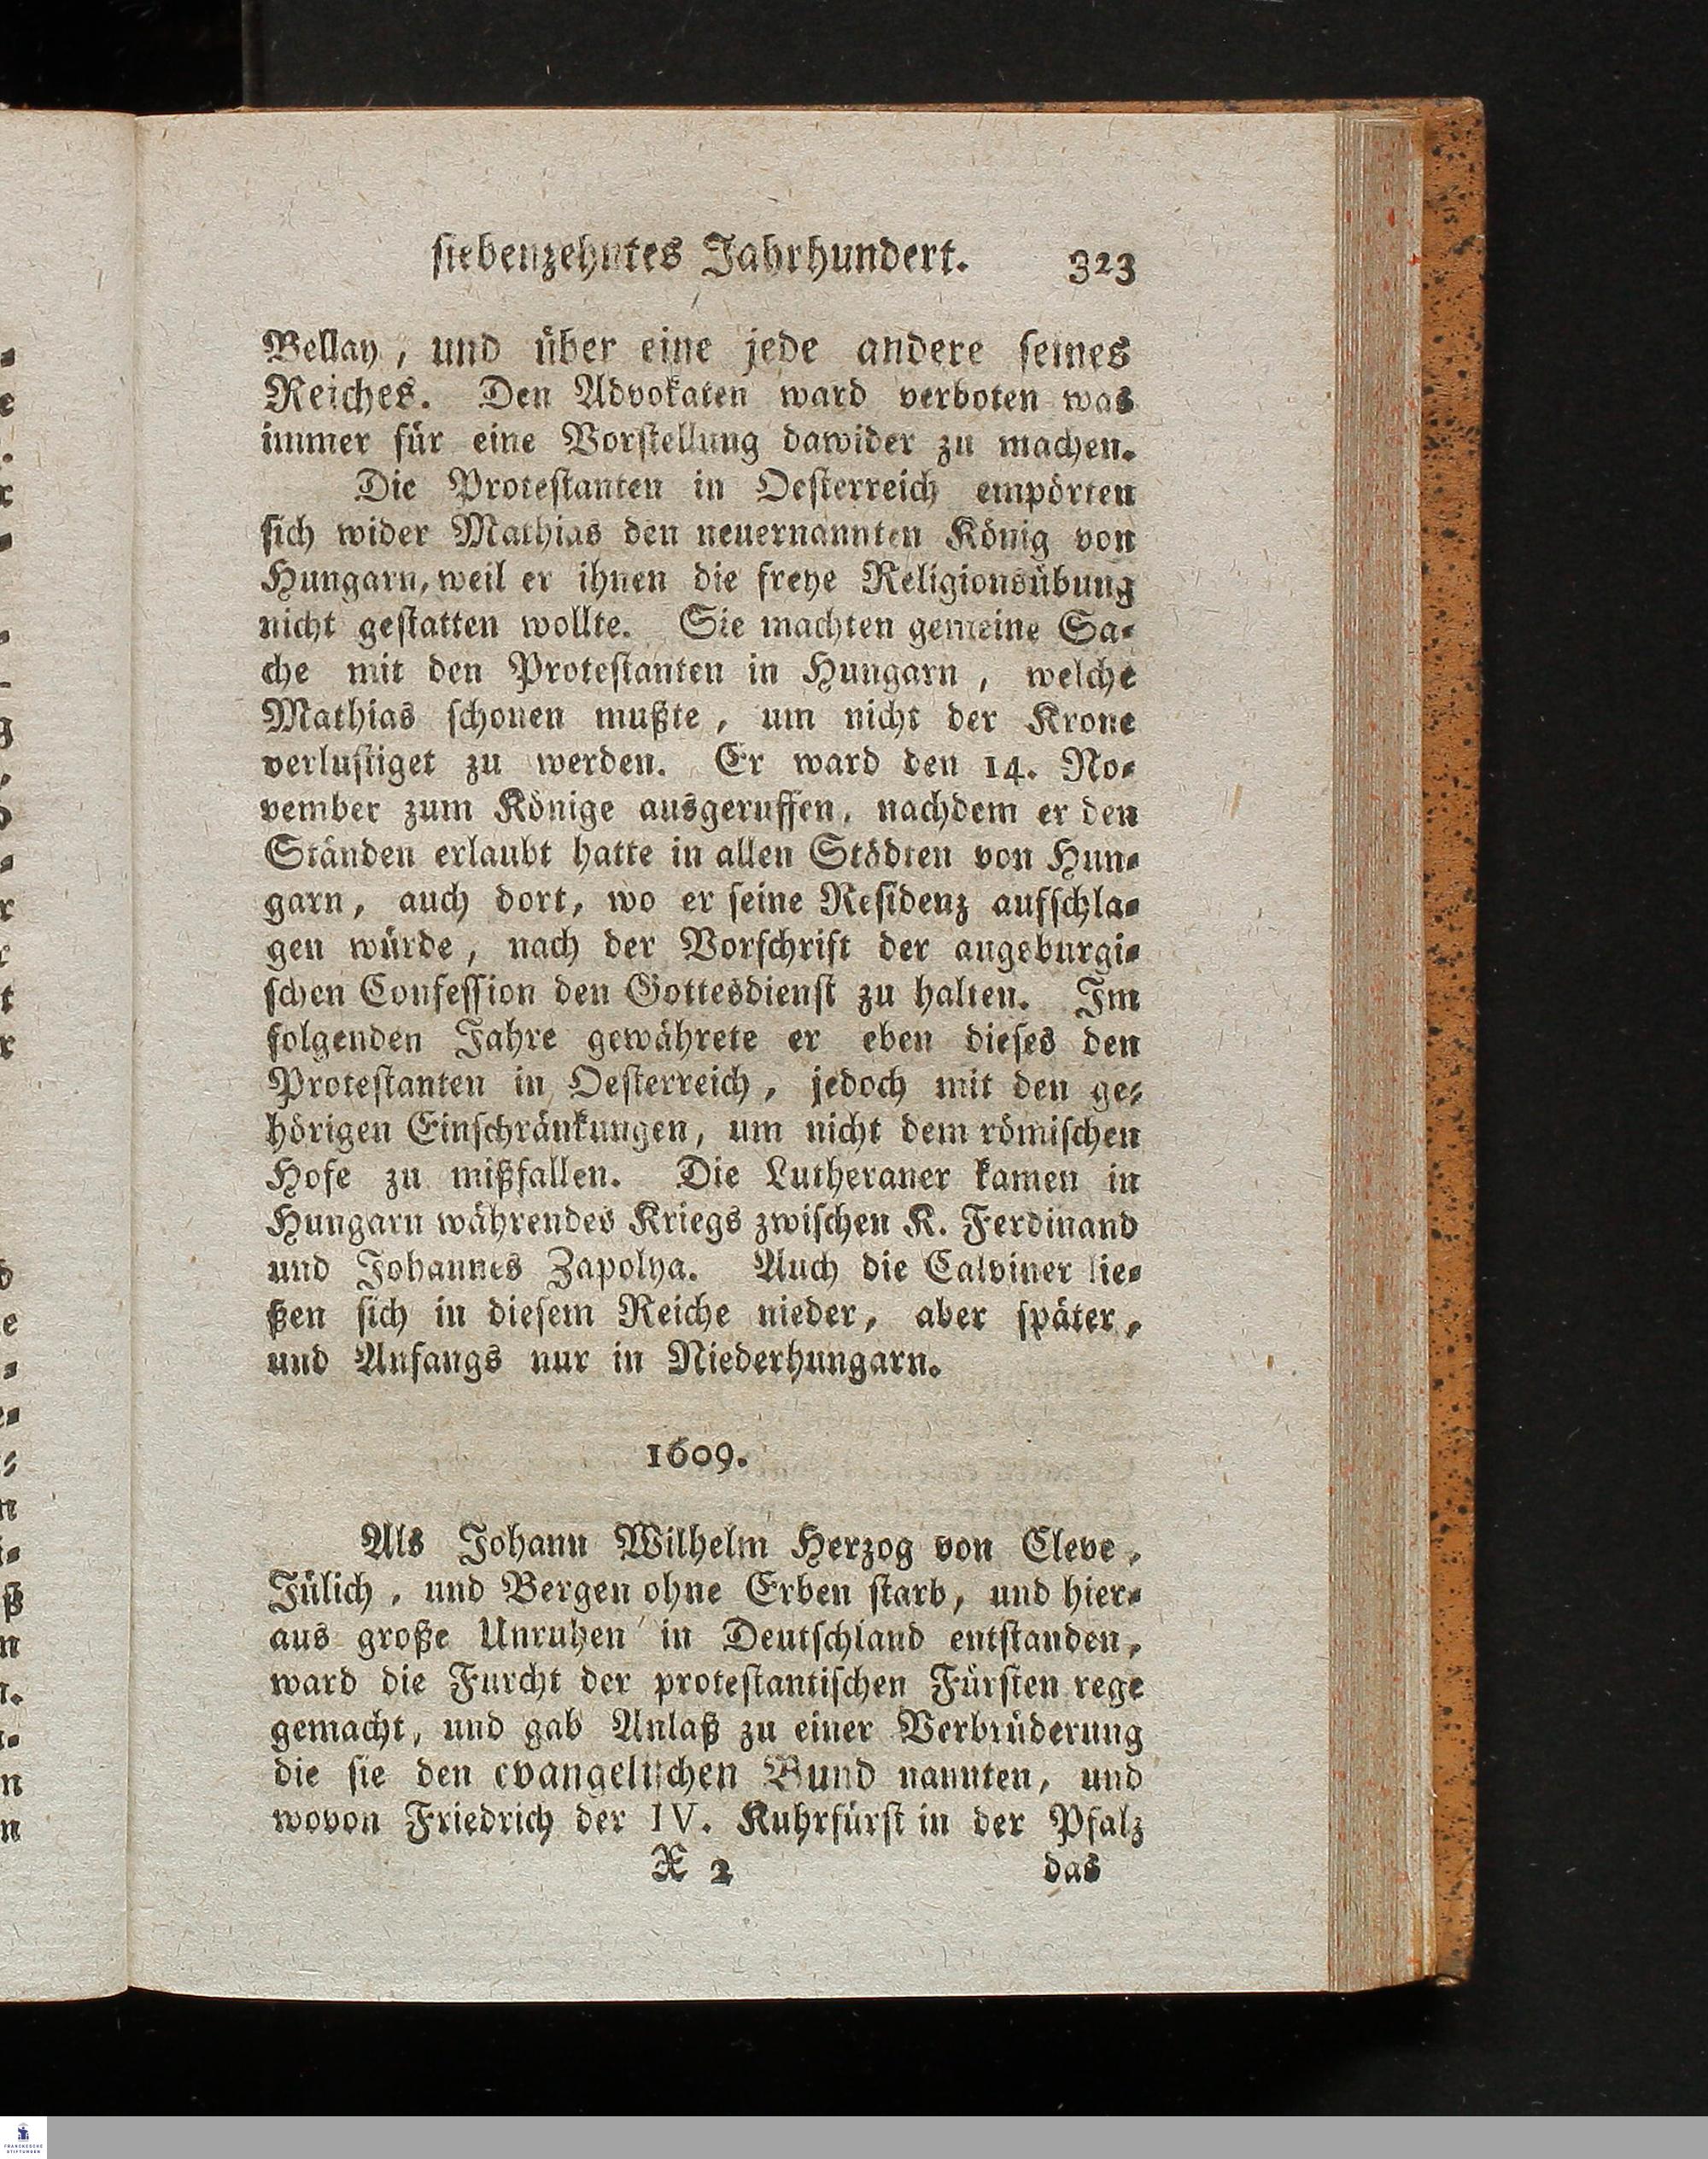 siebenzehntes Jahrhundert. 323
Bellay, und über eine jede andere seines
Reiches. Den Advokaten ward verboten was
immer für eine Vorstellung dawider zu machen.
Die Protestanten in Oesterreich empörten
sich wider Mathias den neuernannten König von
Hungarn, weil er ihnen die freye Religionsübung
nicht gestatten wollte. Sie machten gemeine Sa-
che mit den Protestanten in Hungarn, welche
Mathias schonen mußte, um nicht der Krone
verlustiget zu werden. Er ward den 14. No-
vember zum Könige ausgeruffen, nachdem er den
Ständen erlaubt hatte in allen Stödten von Hun-
garn, auch dort, wo er seine Residenz aufschla-
gen würde, nach der Vorschrift der augsburgi-
schen Confession den Gottesdienst zu halten. Im
folgenden Jahre gewährete er eben dieses den
Protestanten in Oesterreich, jedoch mit den ge-
hörigen Einschränkungen, um nicht dem römischen
Hofe zu mißfallen. Die Lutheraner kamen in
Hungarn währendes Kriegs zwischen K. Ferdinand
und Johannes Zapolya. Auch die Calviner lie-
ßen sich in diesem Reiche nieder, aber später,
und Anfangs nur in Niederhungarn.
1609.
Als Johann Wilhelm Herzog von Cleve,
Jülich, und Bergen ohne Erben starb, und hier-
aus große Unruhen in Deutschland entstanden,
ward die Furcht der protestantischen Fürsten rege
gemacht, und gab Anlaß zu einer Verbrüderung
die sie den evangelischen Bund nannten, und
wovon Friedrich der IV. Kuhrfürst in der Pfalz
X 2 das
FRANCKESCHE
STIFTUNGEN